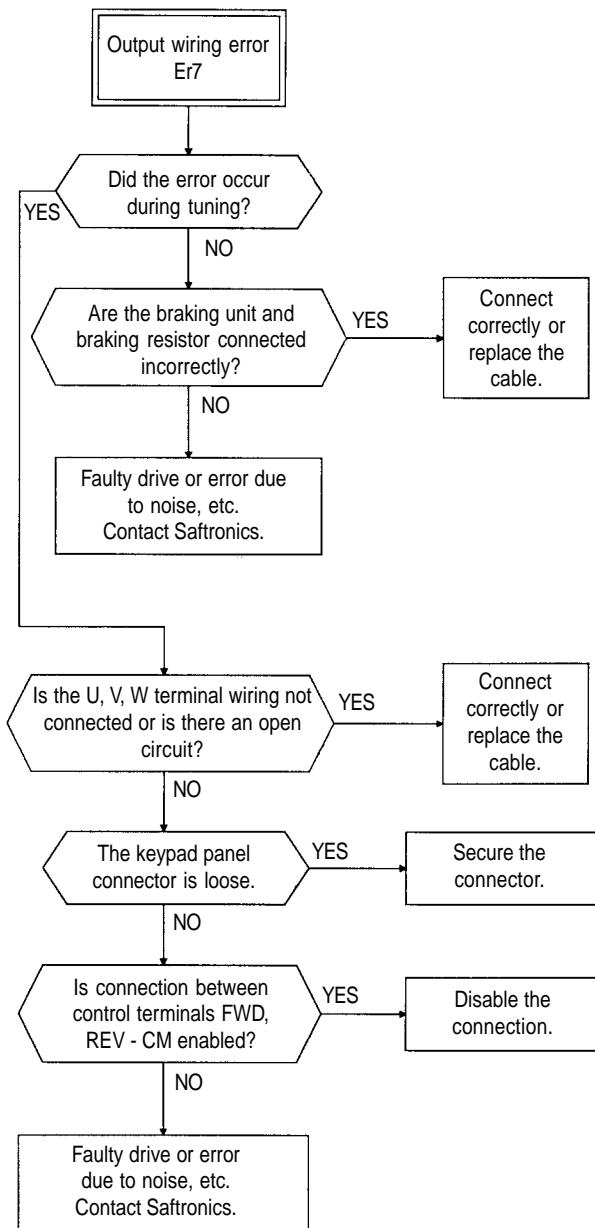 Output wiring error
Er7
Did the error occur
during tuning?
YES
NO
Are the braking unit and
braking resistor connected
incorrectly?
YES
Connect
correctly or
replace the
cable.
NO
Faulty drive or error due
to noise, etc.
Contact Saftronics.
Is the U, V, W terminal wiring not
connected or is there an open
circuit?
YES
Connect
correctly or
replace the
cable.
NO
The keypad panel
connector is loose.
YES
Secure the
connector.
NO
Is connection between
control terminals FWD,
REV - CM enabled?
YES
Disable the
connection.
NO
Faulty drive or error
due to noise, etc.
Contact Saftronics.